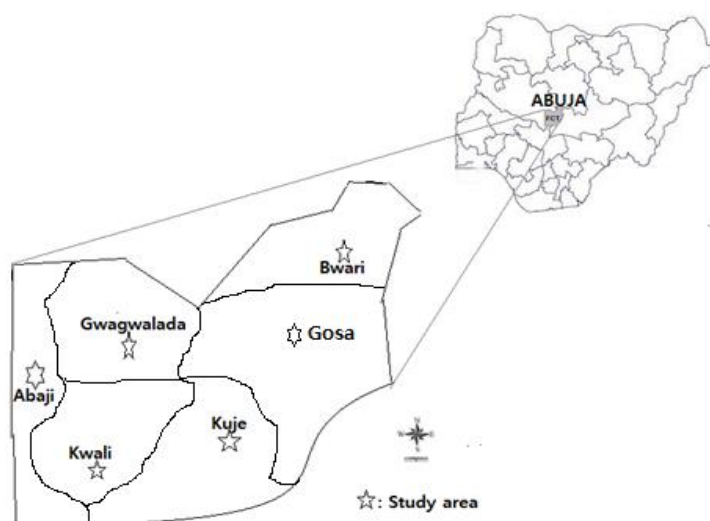 ABUJA
FCT
Bwari
Gwagwalada
Gosa
Abaji
Kuje
Kwali
N
W
E
S
: Study area